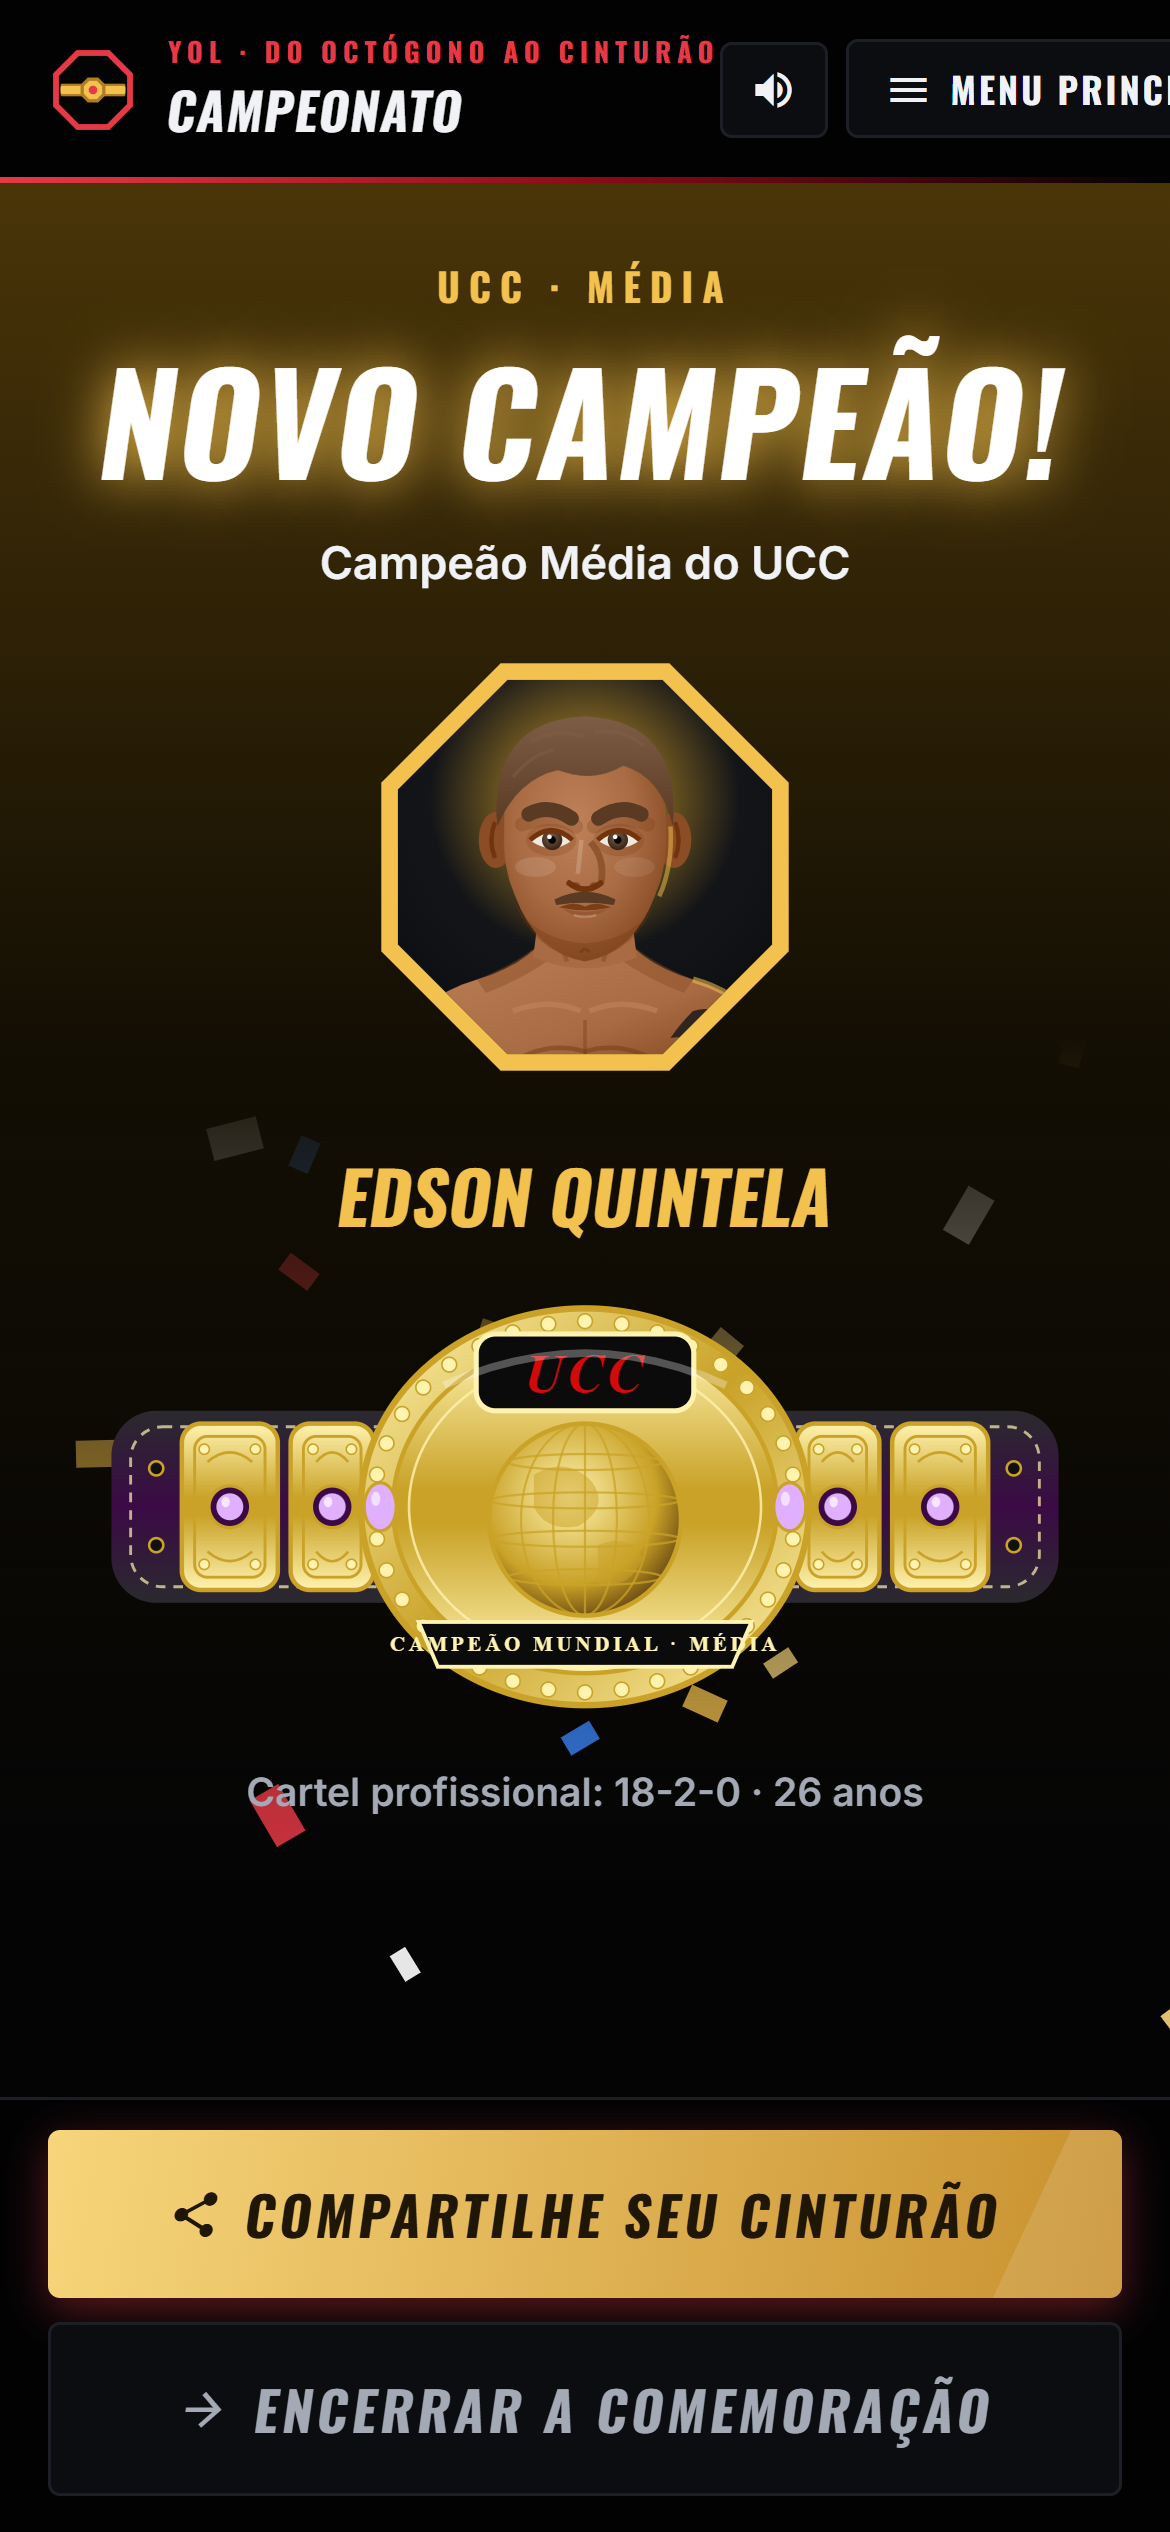 YOL · DO OCTÓGONO AO CINTURÃO
CAMPEONATO
MENU PRINC
UCC · MÉDIA
NOVO CAMPEÃO!
Campeão Média do UCC
EDSON QUINTELA
UCC
CAMPEÃO MUNDIAL · MÉDIA
Cartel profissional: 18-2-0 · 26 anos
COMPARTILHE SEU CINTURÃO
ENCERRAR A COMEMORAÇÃO